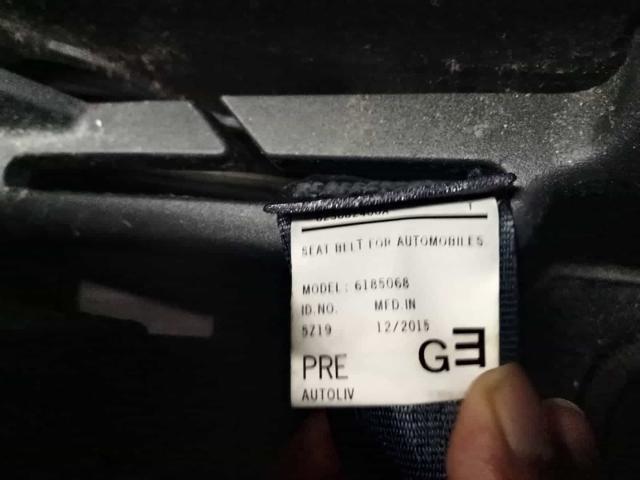 SEAT BELT FOR AUTOMOBILES
MODEL: 6185068
ID.NO. MFD.IN
5Z19 12/2015
PRE
AUTOLIV